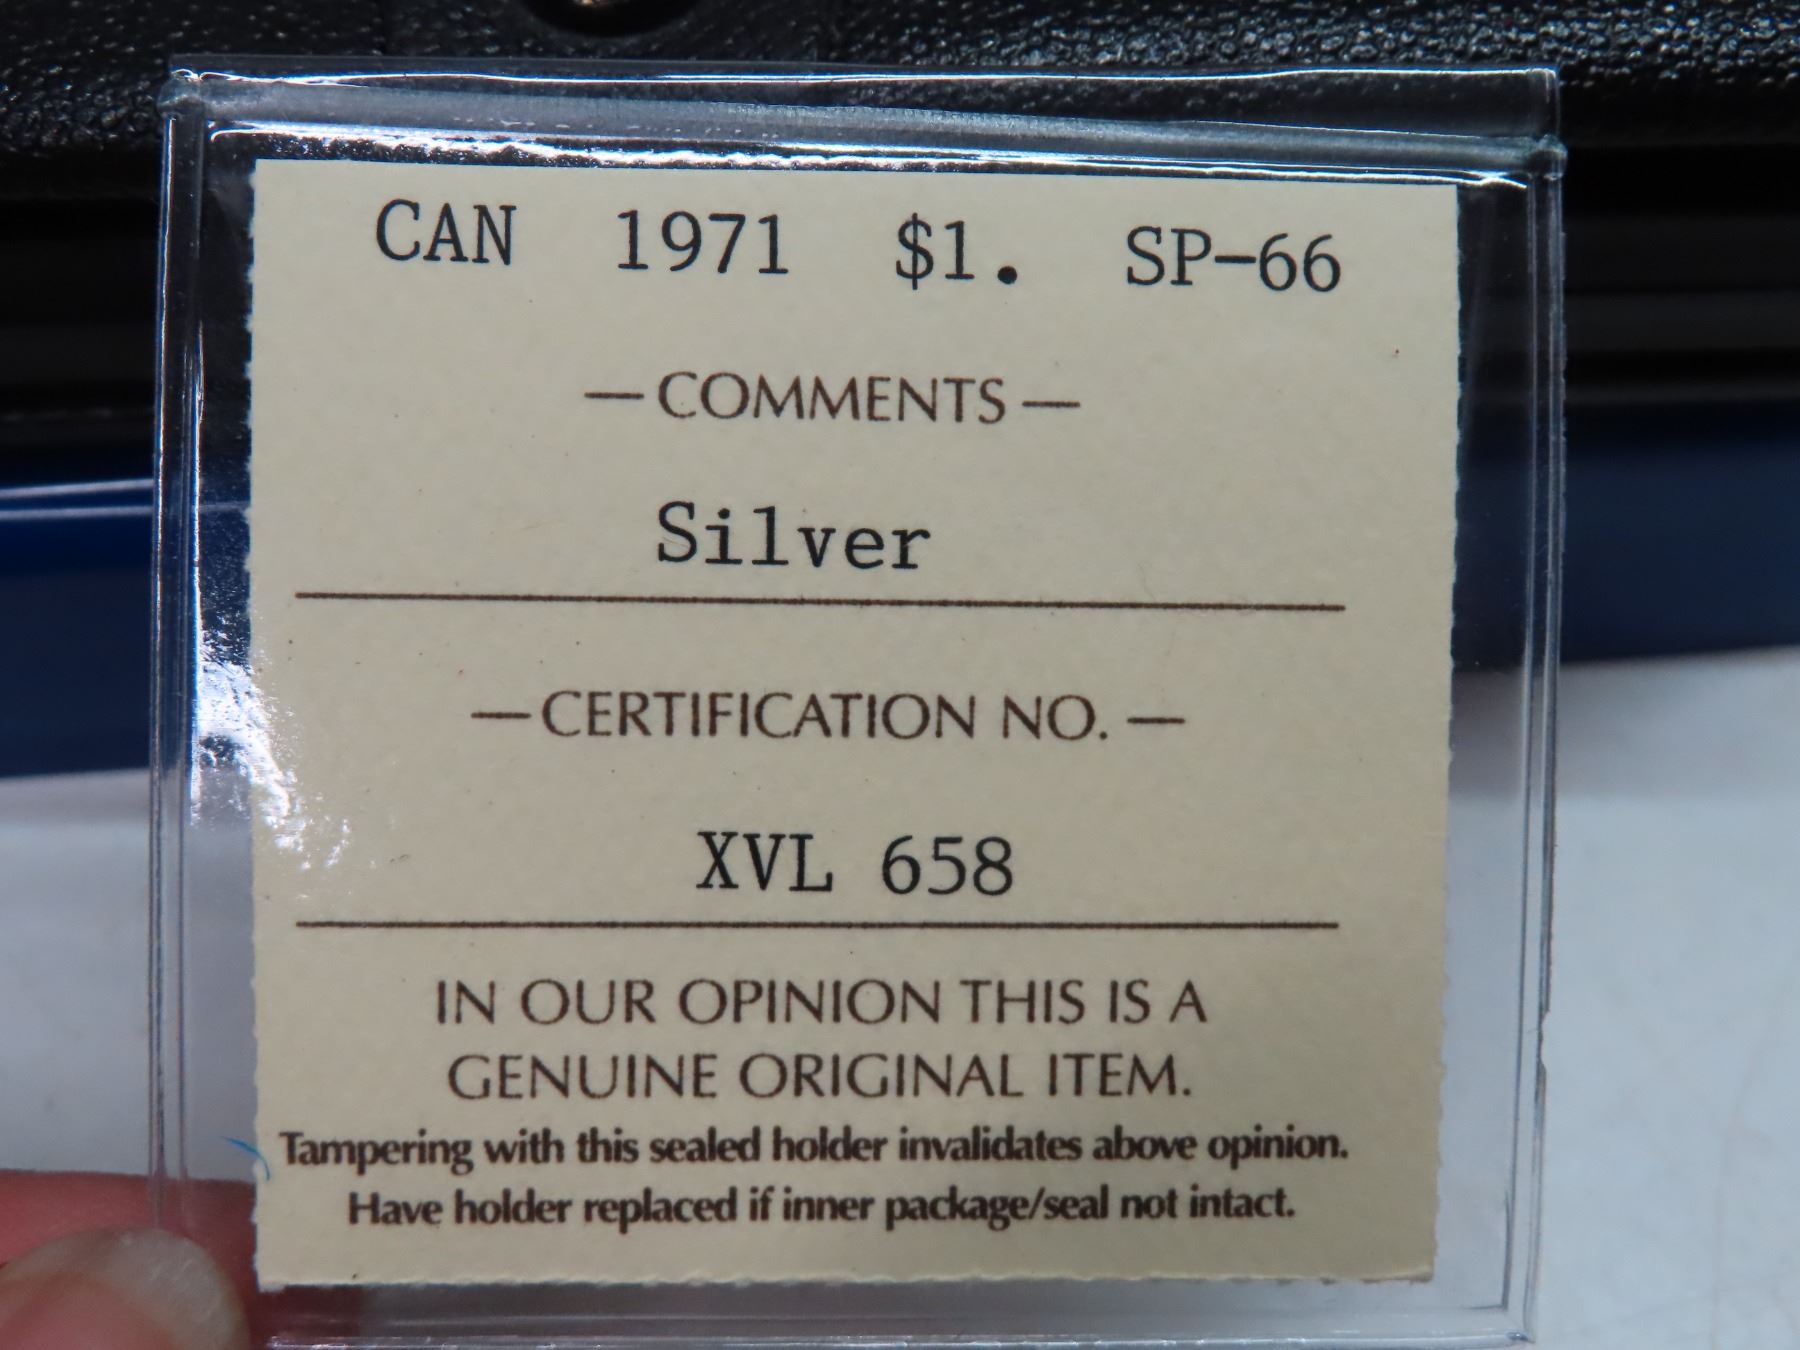 CAN 1971 $1. SP-66
— COMMENTS —
Silver
— CERTIFICATION NO. —
XVL 658
IN OUR OPINION THIS IS A
GENUINE ORIGINAL ITEM.
Tampering with this sealed holder invalidates above opinion.
Have holder replaced if inner package/seal not intact.